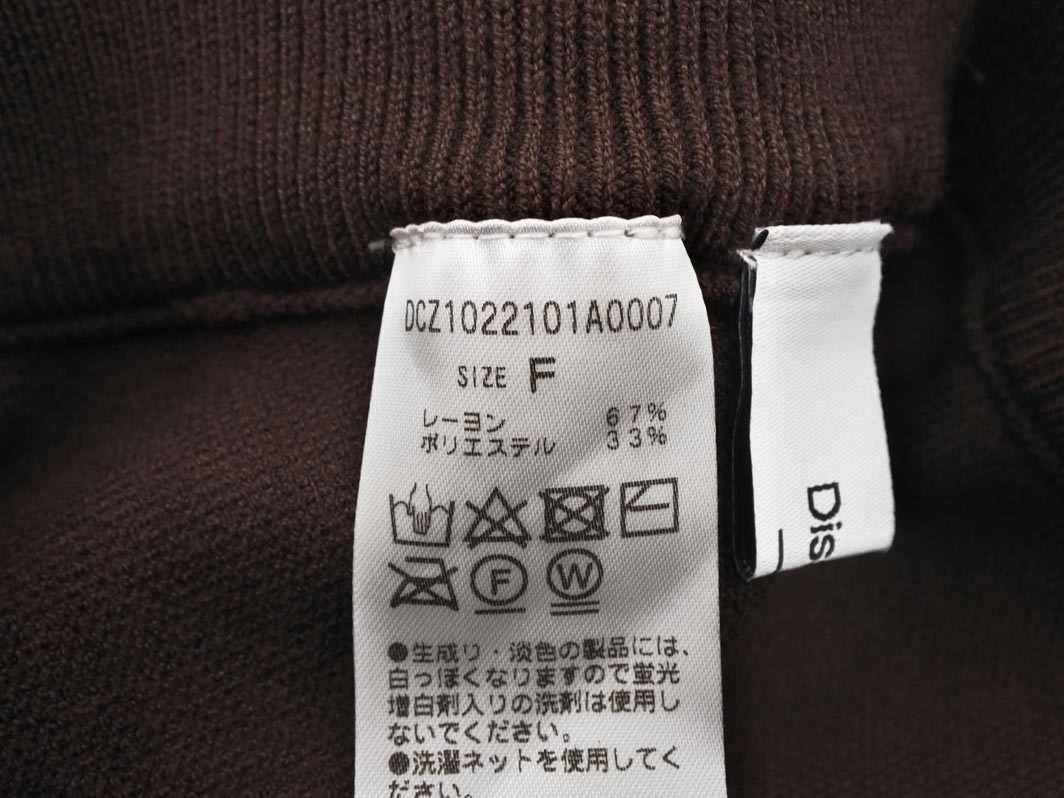 DCZ1022101A0007
SIZE F
レーヨン 67%
ポリエステル 33%
F W
●生成り・淡色の製品には、
白っぽくなりますので蛍光
増白剤入りの洗剤は使用し
ないでください。
●洗濯ネットを使用してく
ださい。
Dis